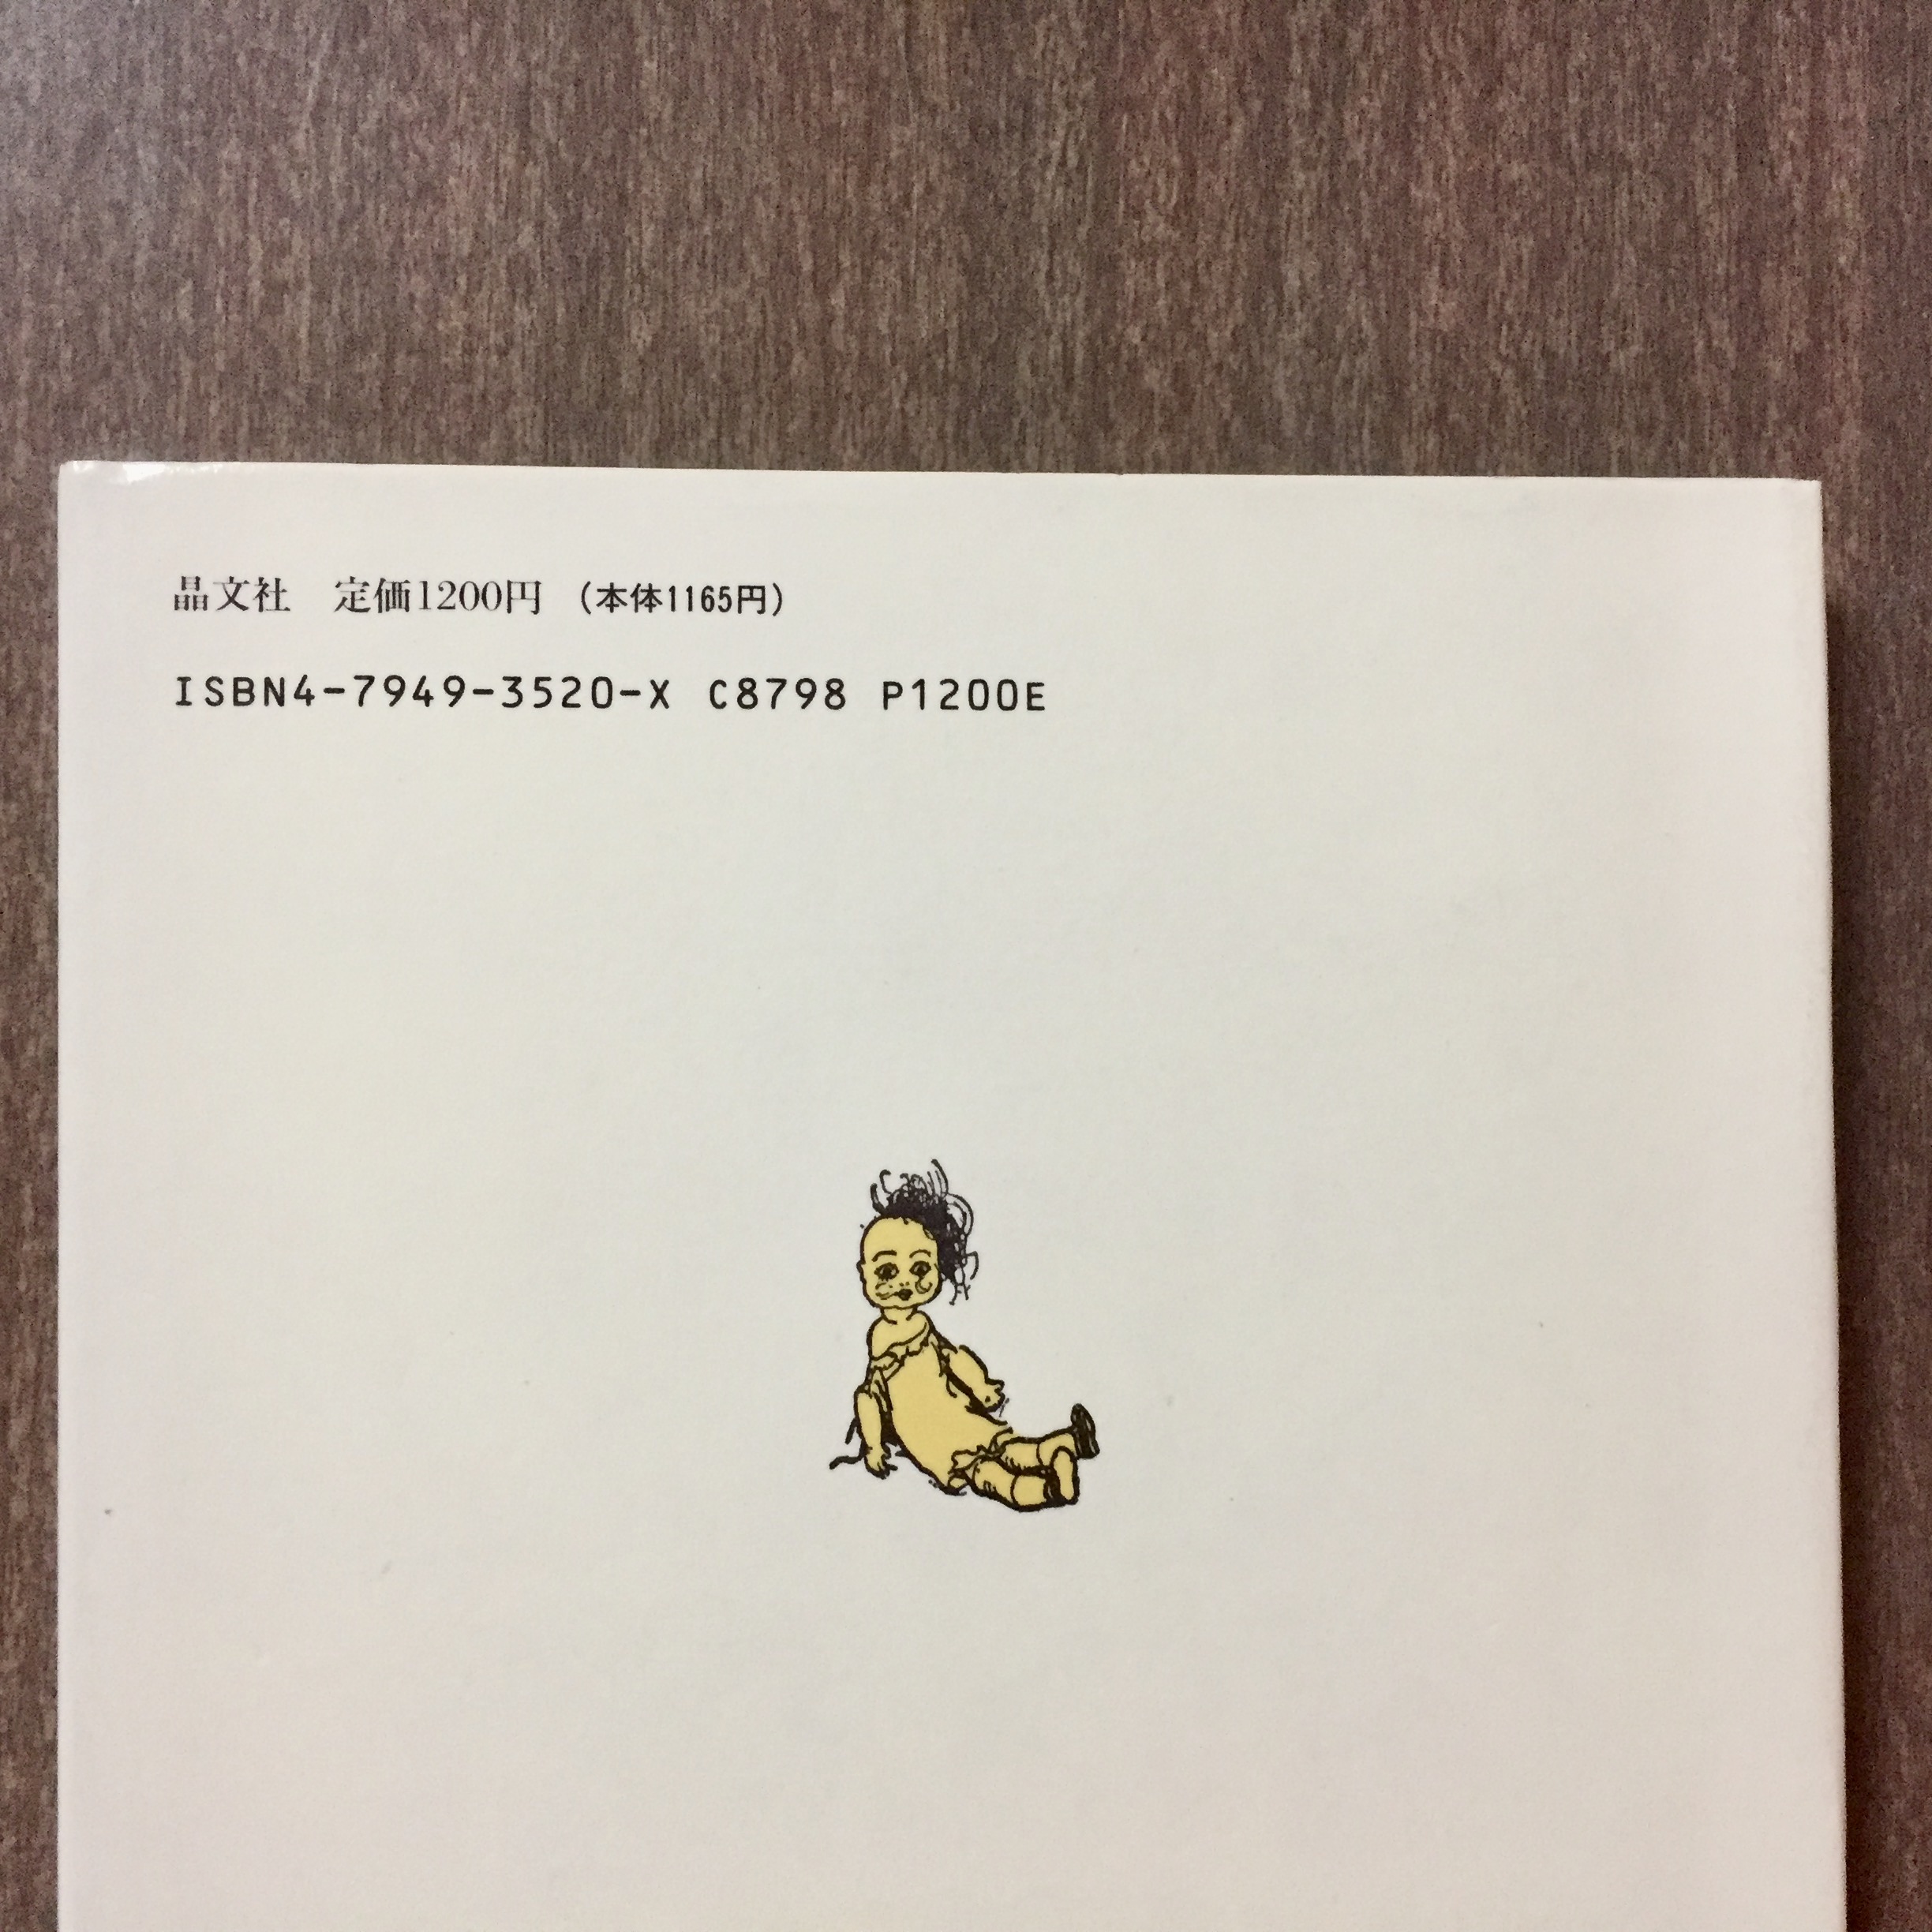 晶文社　定価1200円　（本体1165円）
ISBN4-7949-3520-X C8798 P1200E